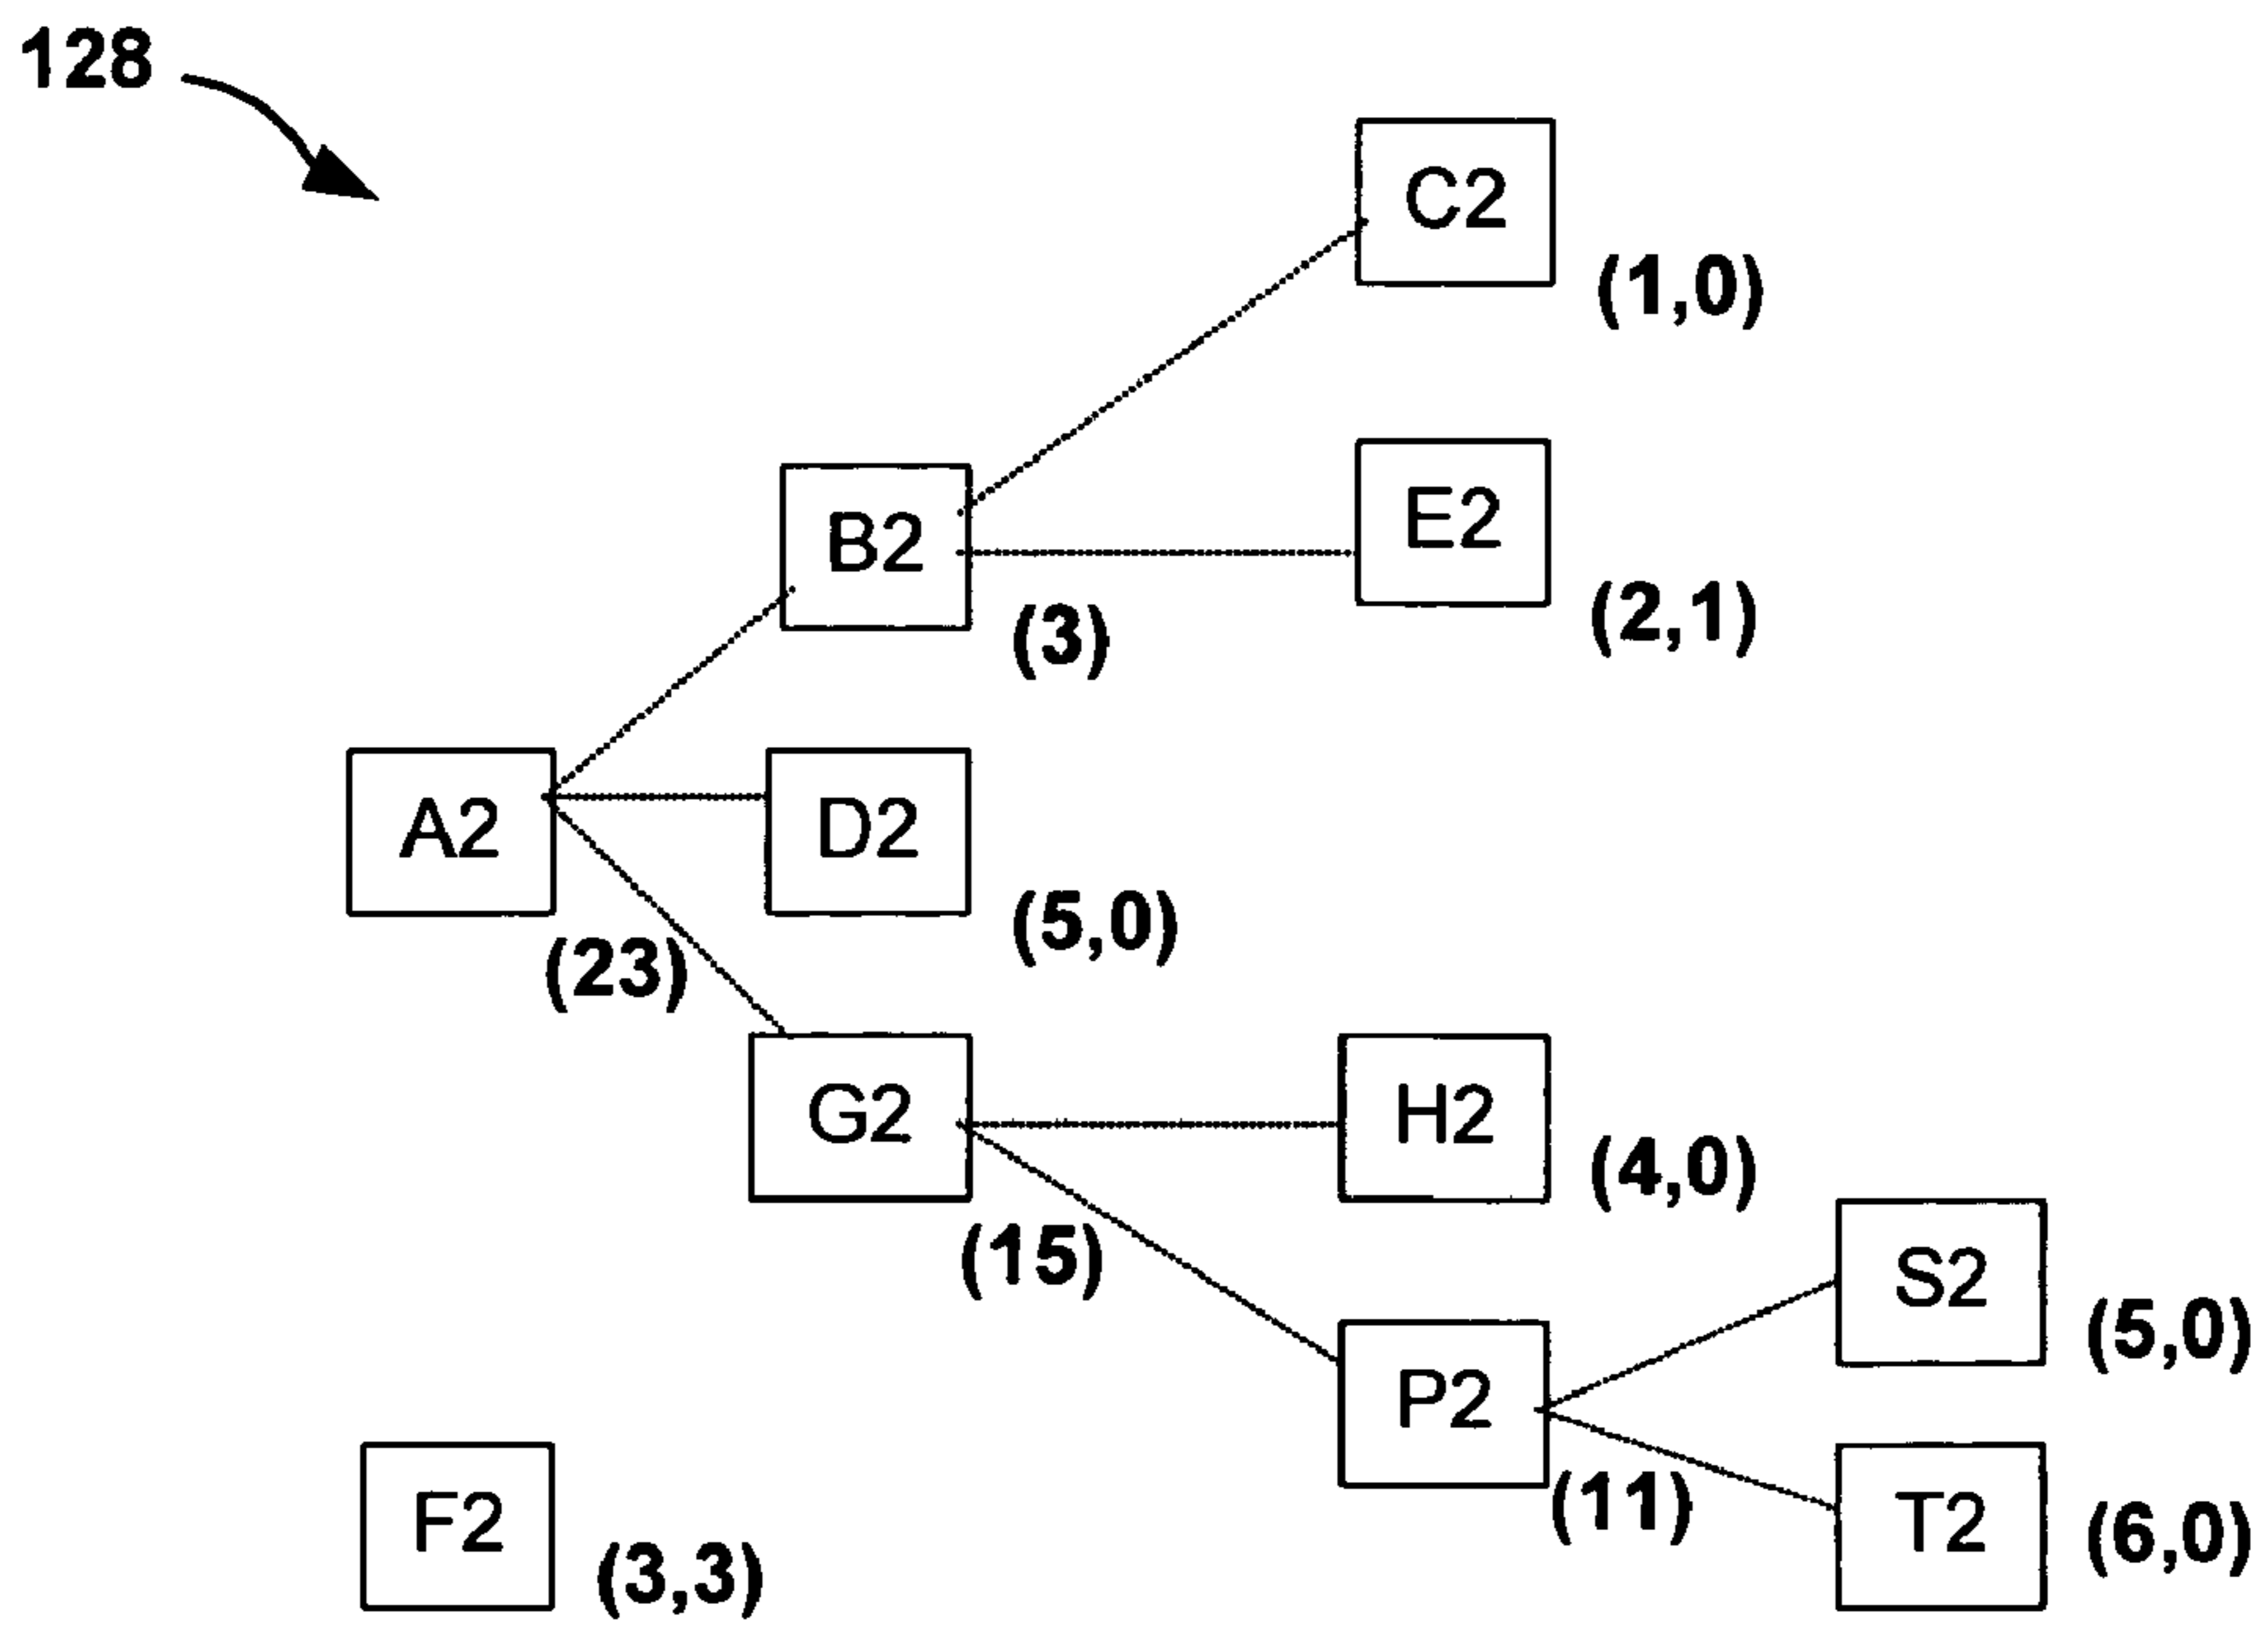 128
C2
(1,0)
B2
E2
(3)
(2,1)
A2
D2
(23)
(5,0)
G2
H2
(15)
(4,0)
S2
(5,0)
P2
(11)
F2
(3,3)
T2
(6,0)